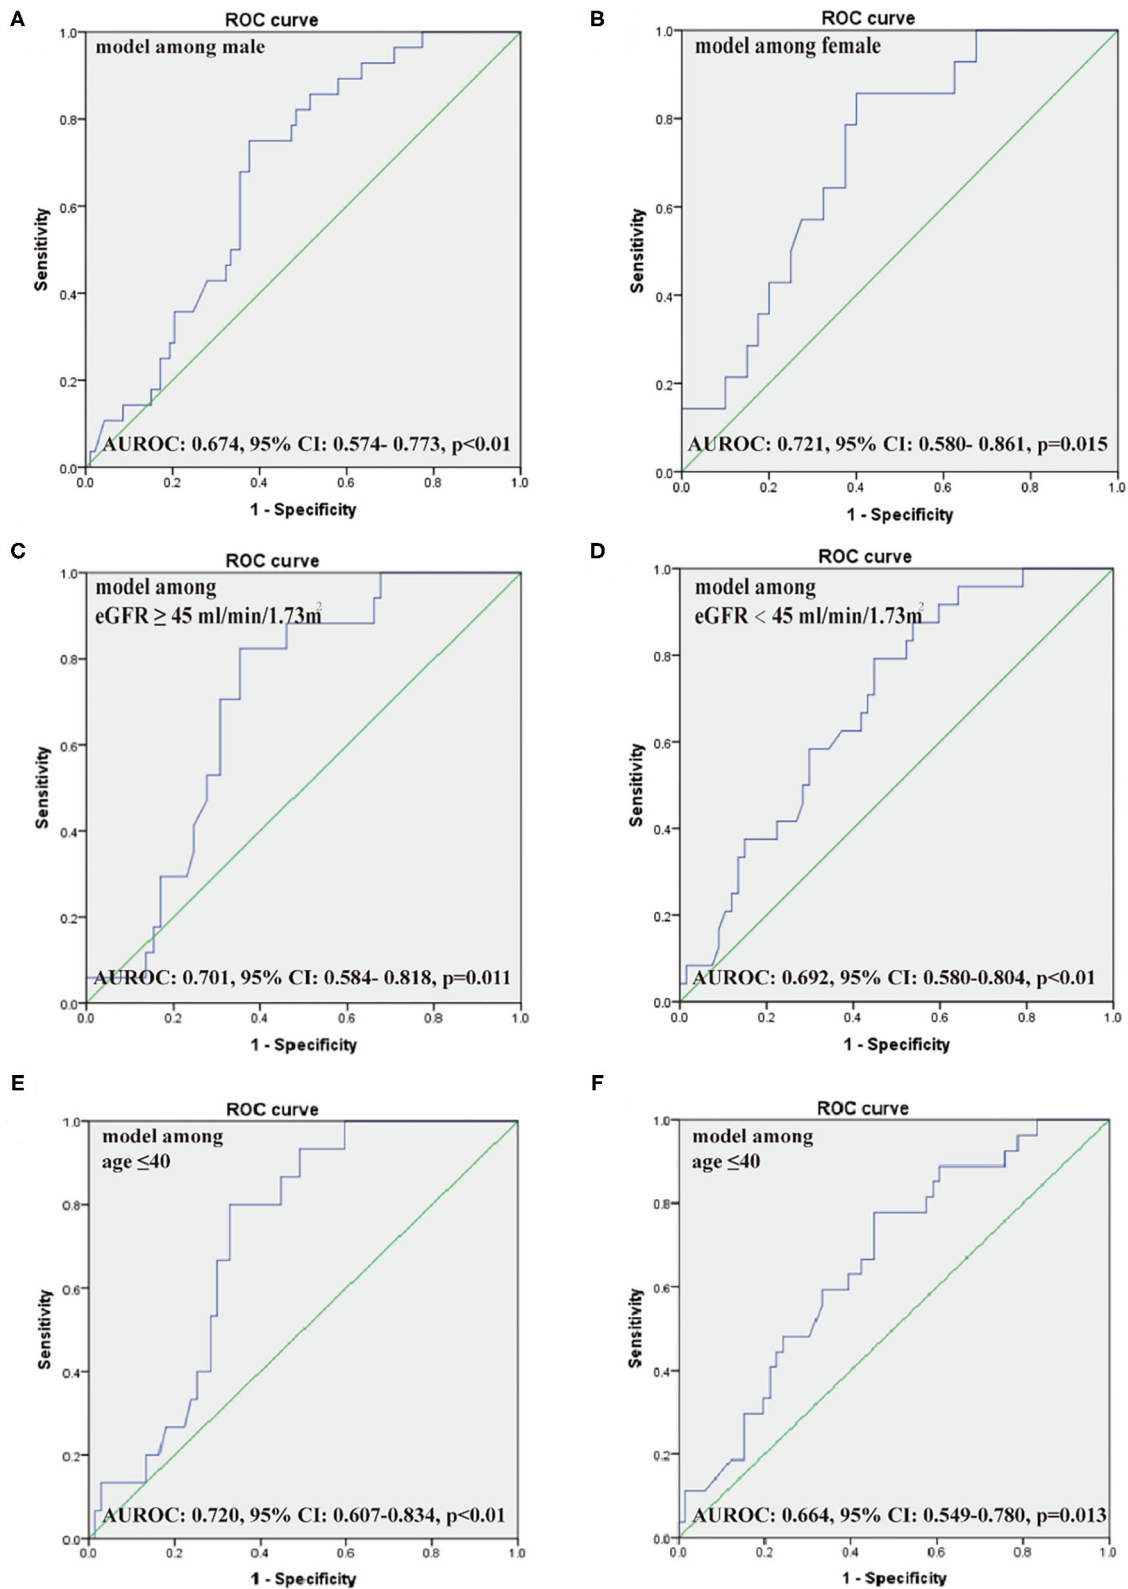 A
ROC curve
model among male
1.0
0.8
0.6
0.4
0.2
0.0
Sensitivity
AUROC: 0.674, 95% CI: 0.574- 0.773, p<0.01
0.0 0.2 0.4 0.6 0.8 1.0
1 - Specificity
B
ROC curve
model among female
1.0
0.8
0.6
0.4
0.2
0.0
Sensitivity
AUROC: 0.721, 95% CI: 0.580- 0.861, p=0.015
0.0 0.2 0.4 0.6 0.8 1.0
1 - Specificity
C
ROC curve
model among
eGFR ≥ 45 ml/min/1.73m²
1.0
0.8
0.6
0.4
0.2
0.0
Sensitivity
AUROC: 0.701, 95% CI: 0.584- 0.818, p=0.011
0.0 0.2 0.4 0.6 0.8 1.0
1 - Specificity
D
ROC curve
model among
eGFR < 45 ml/min/1.73m²
1.0
0.8
0.6
0.4
0.2
0.0
Sensitivity
AUROC: 0.692, 95% CI: 0.580-0.804, p<0.01
0.0 0.2 0.4 0.6 0.8 1.0
1 - Specificity
E
ROC curve
model among
age ≤40
1.0
0.8
0.6
0.4
0.2
0.0
Sensitivity
AUROC: 0.720, 95% CI: 0.607-0.834, p<0.01
0.0 0.2 0.4 0.6 0.8 1.0
1 - Specificity
F
ROC curve
model among
age ≤40
1.0
0.8
0.6
0.4
0.2
0.0
Sensitivity
AUROC: 0.664, 95% CI: 0.549-0.780, p=0.013
0.0 0.2 0.4 0.6 0.8 1.0
1 - Specificity